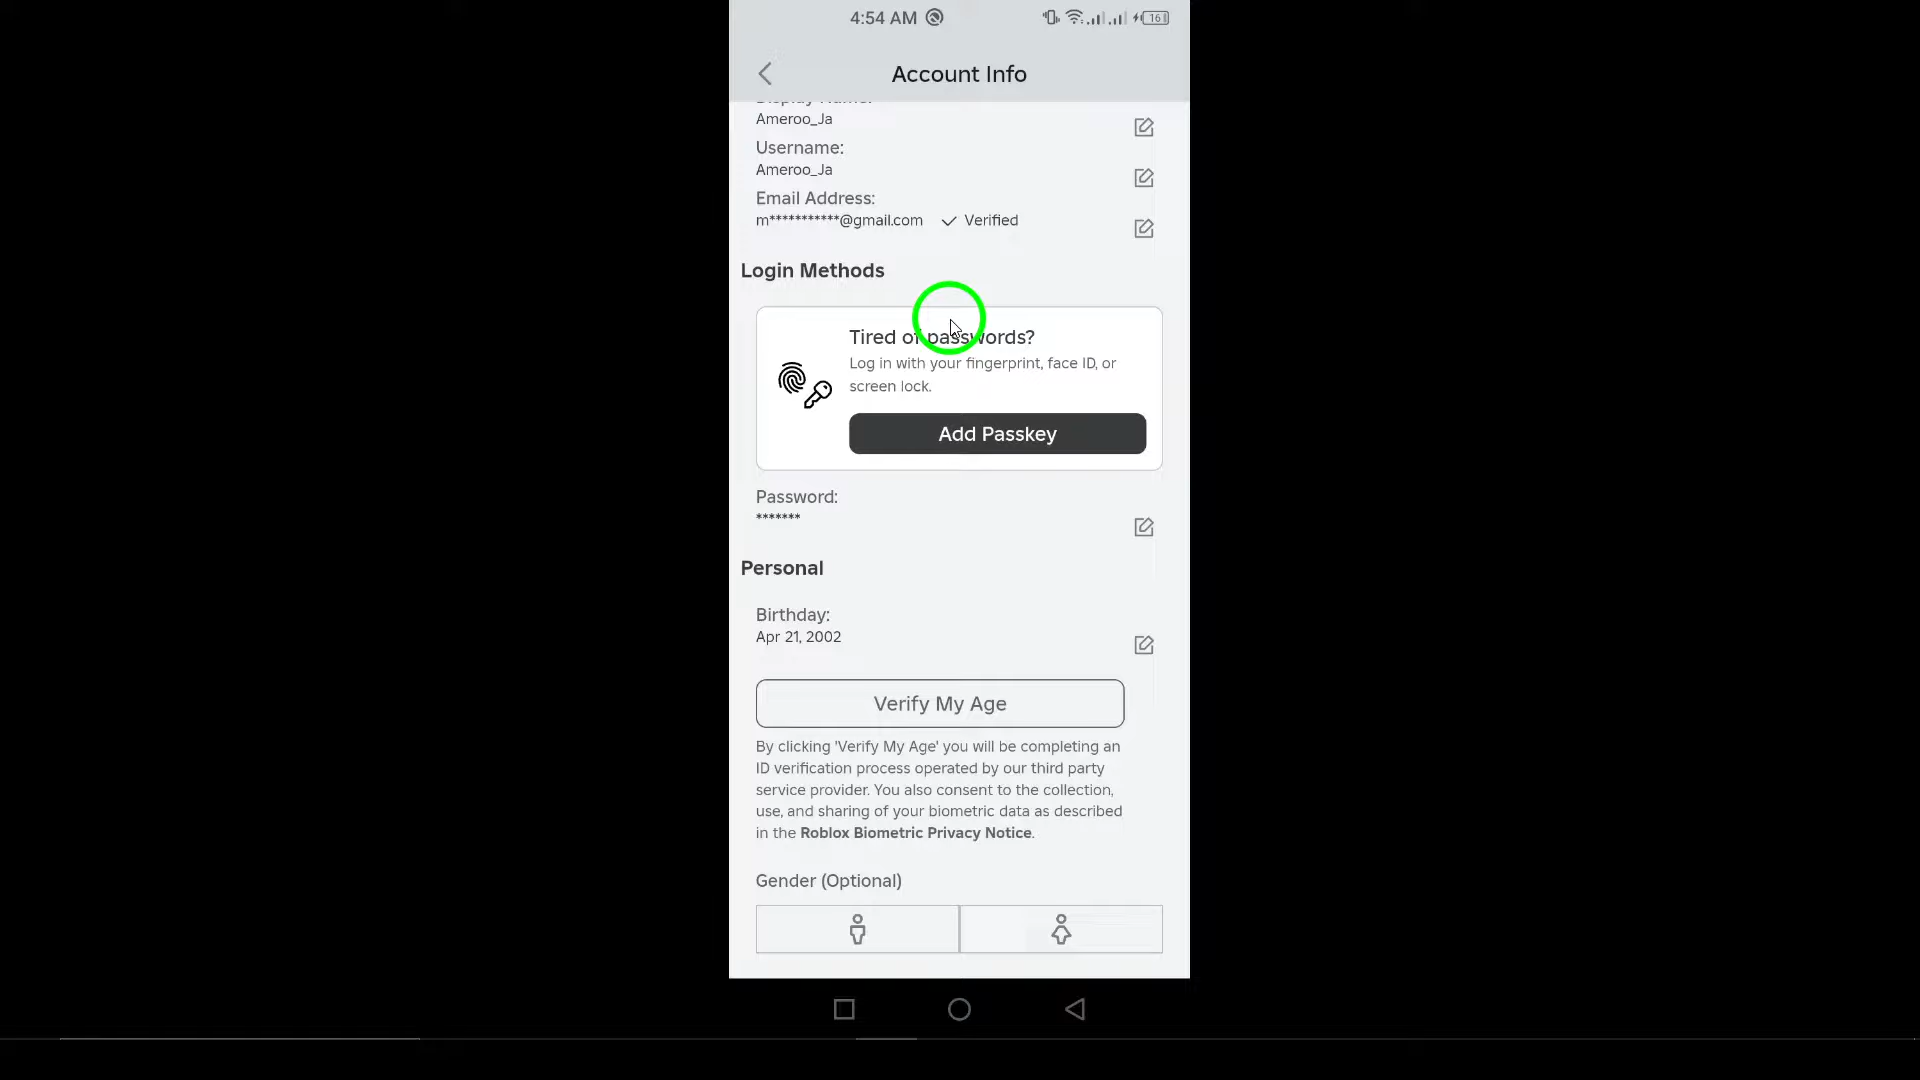 4:54 AM
16
Account Info
Display Name:
Ameroo_Ja
Username:
Ameroo_Ja
Email Address:
m***********@gmail.com Verified
Login Methods
Tired of passwords?
Log in with your fingerprint, face ID, or
screen lock.
Add Passkey
Password:
*******
Personal
Birthday:
Apr 21, 2002
Verify My Age
By clicking 'Verify My Age' you will be completing an
ID verification process operated by our third party
service provider. You also consent to the collection,
use, and sharing of your biometric data as described
in the Roblox Biometric Privacy Notice.
Gender (Optional)